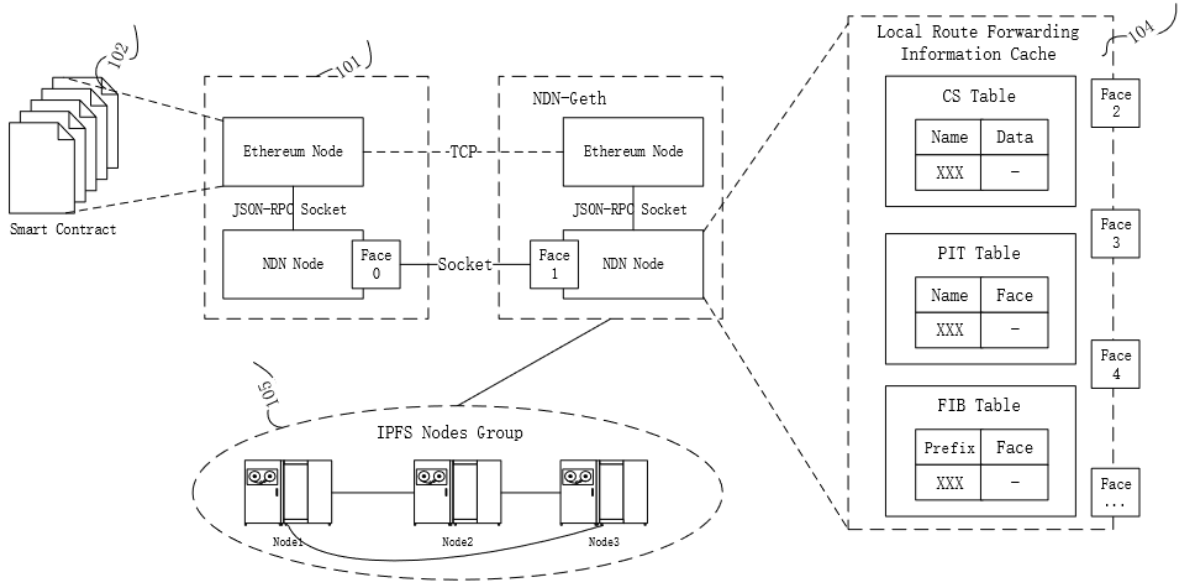 102
Smart Contract
101
Ethereum Node
JSON-RPC Socket
NDN Node
Face
0
TCP
Socket
NDN-Geth
Ethereum Node
JSON-RPC Socket
Face
1
NDN Node
104
Local Route Forwarding
Information Cache
CS Table
Name Data
XXX -
PIT Table
Name Face
XXX -
FIB Table
Prefix Face
XXX -
Face
2
Face
3
Face
4
Face
...
105
IPFS Nodes Group
Node1
Node2
Node3